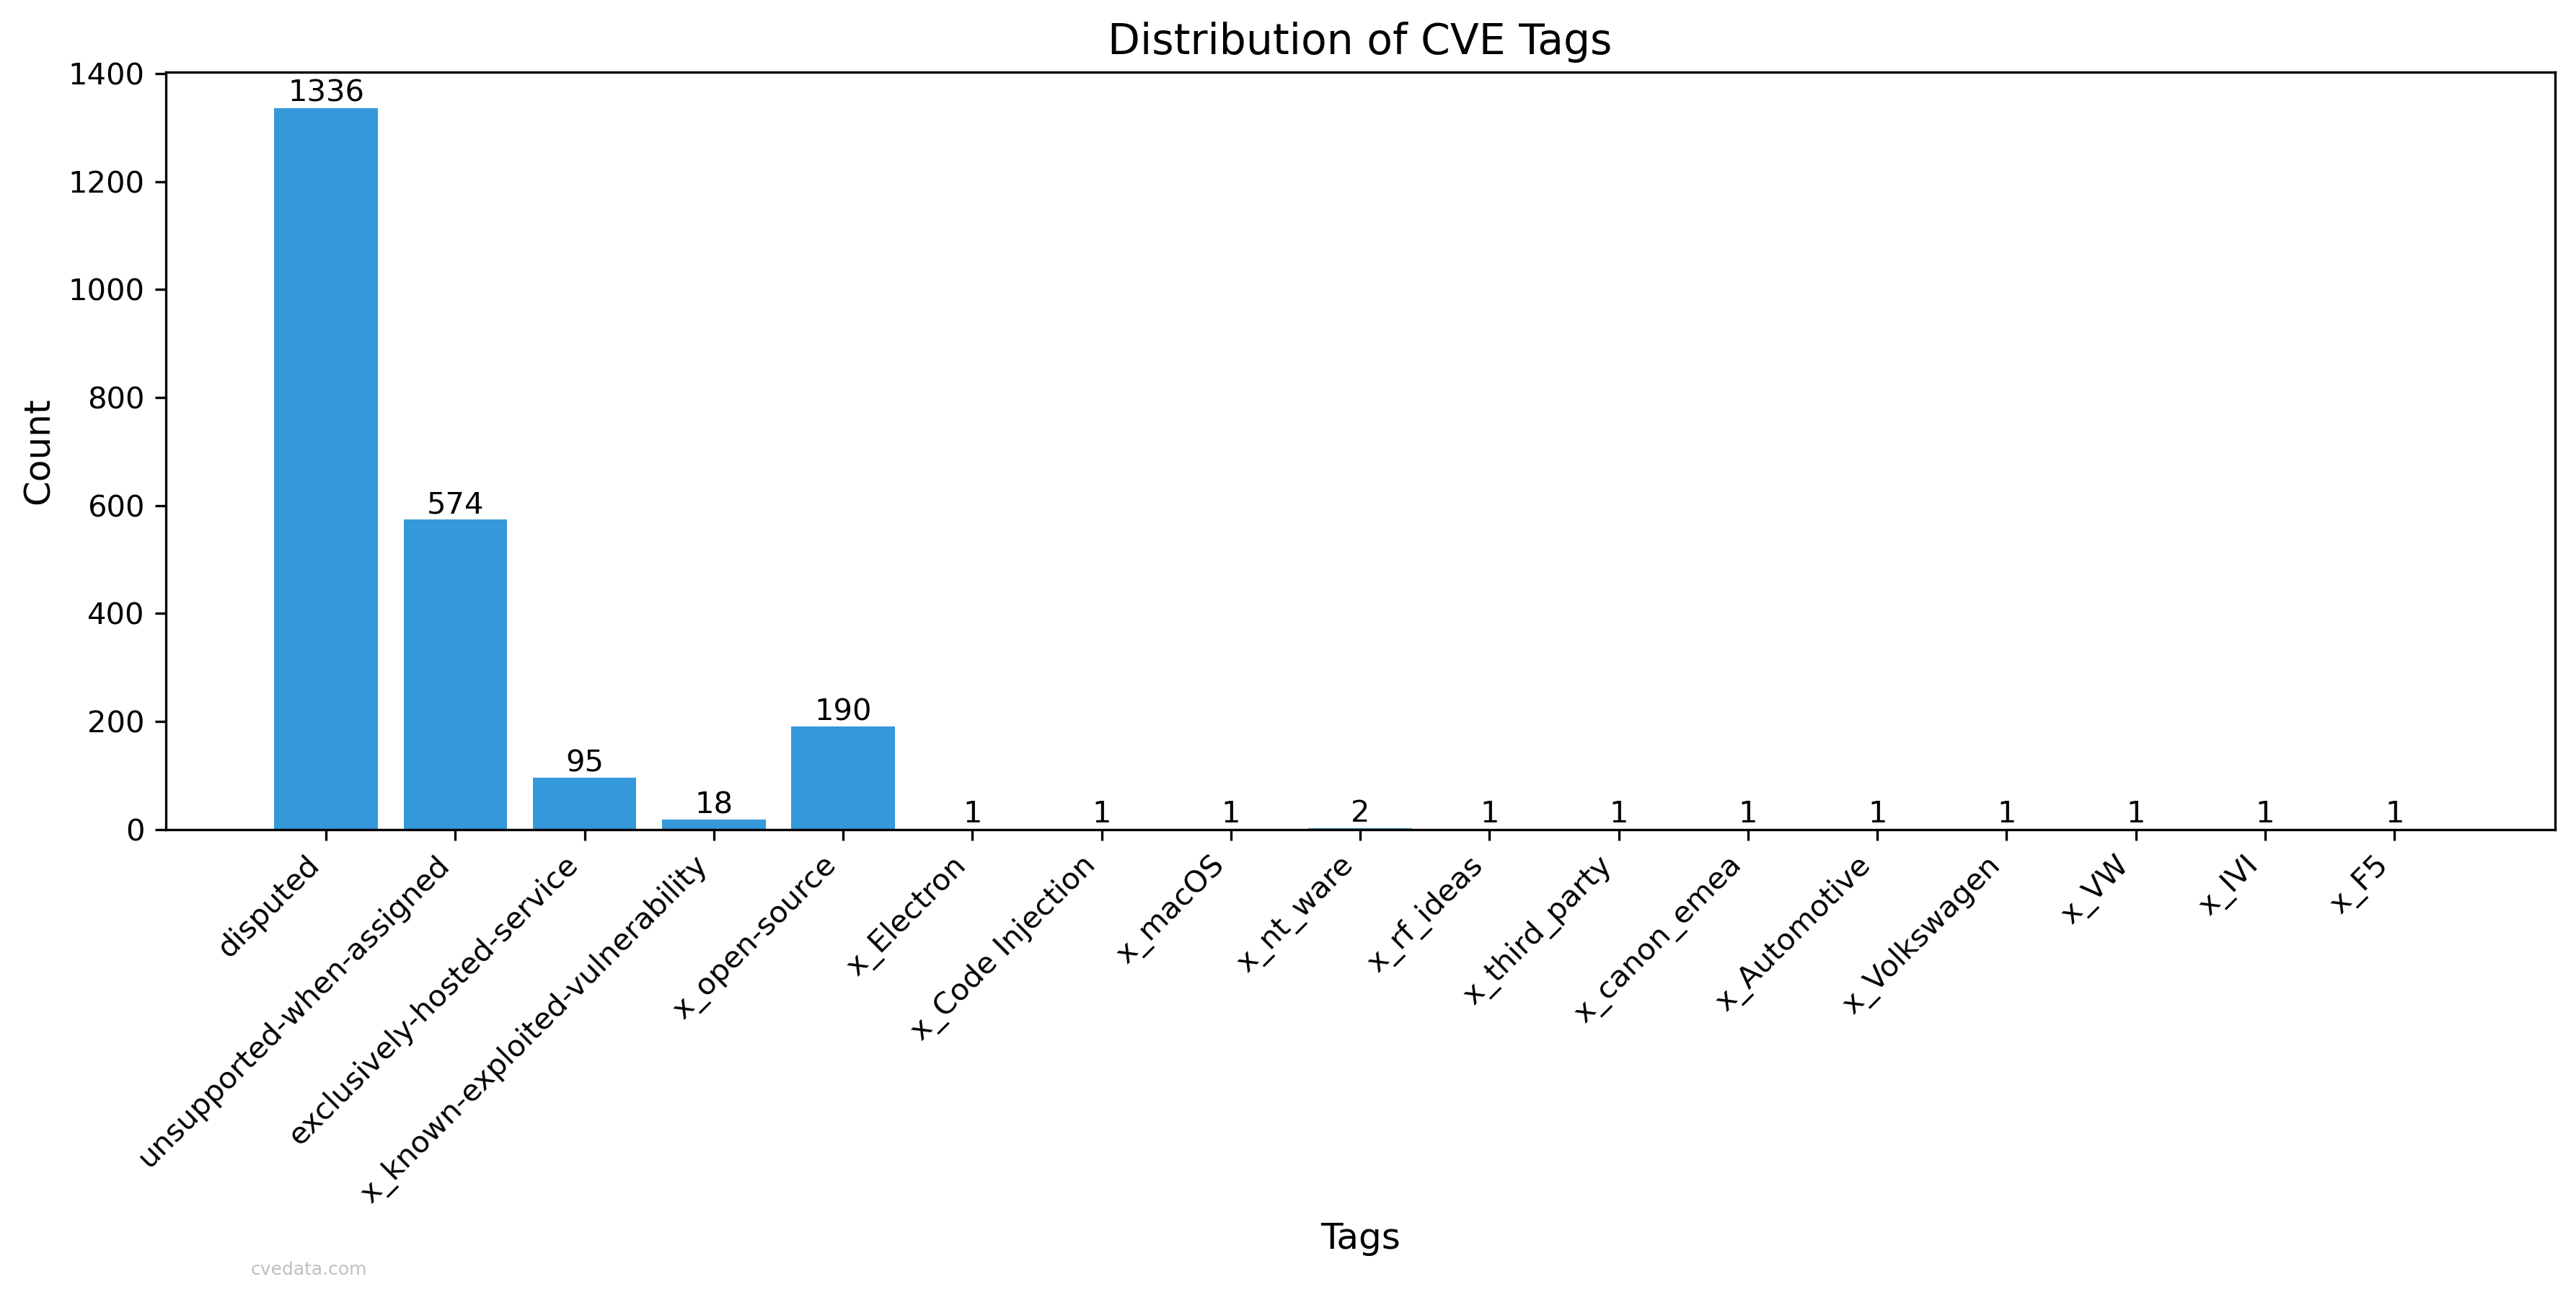 Distribution of CVE Tags
Count
1400
1200
1000
800
600
400
200
0
1336
574
95
18
190
1
1
1
2
1
1
1
1
1
1
1
1
disputed
unsupported-when-assigned
exclusively-hosted-service
x_known-exploited-vulnerability
x_open-source
x_Electron
x_Code Injection
x_macOS
x_nt_ware
x_rf_ideas
x_third_party
x_canon_emea
x_Automotive
x_Volkswagen
x_VW
x_IVI
x_F5
Tags
cvedata.com